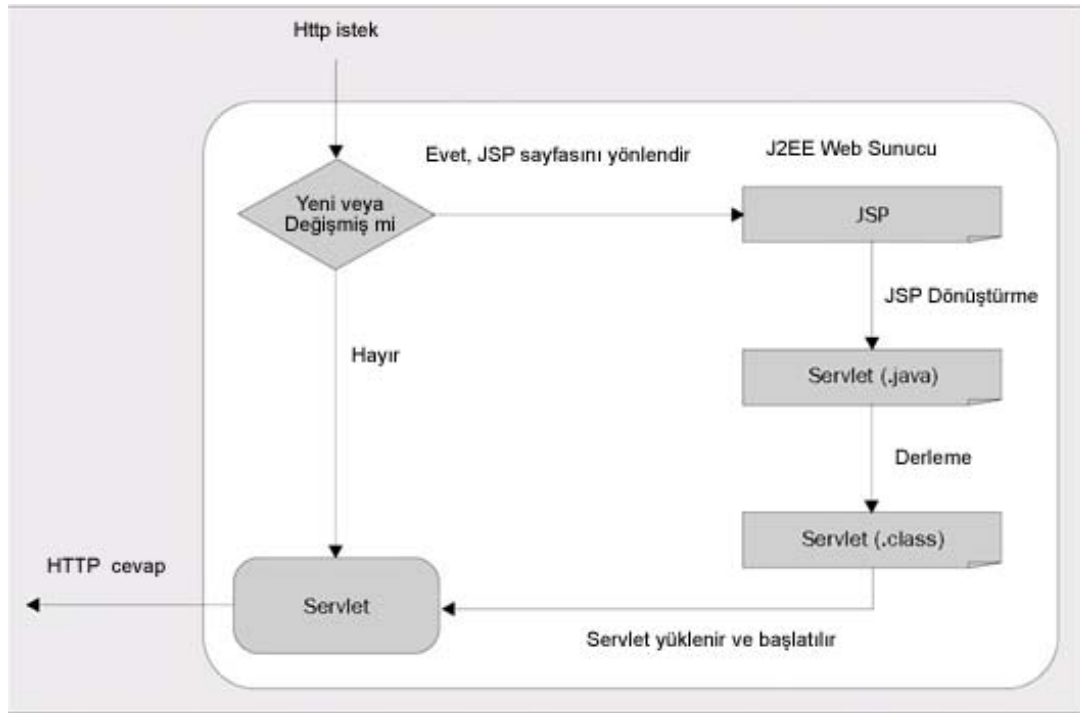 Http istek
Evet, JSP sayfasını yönlendir
J2EE Web Sunucu
Yeni veya
Değişmiş mi
JSP
JSP Dönüştürme
Hayır
Servlet (.java)
Derleme
Servlet (.class)
HTTP cevap
Servlet
Servlet yüklenir ve başlatılır